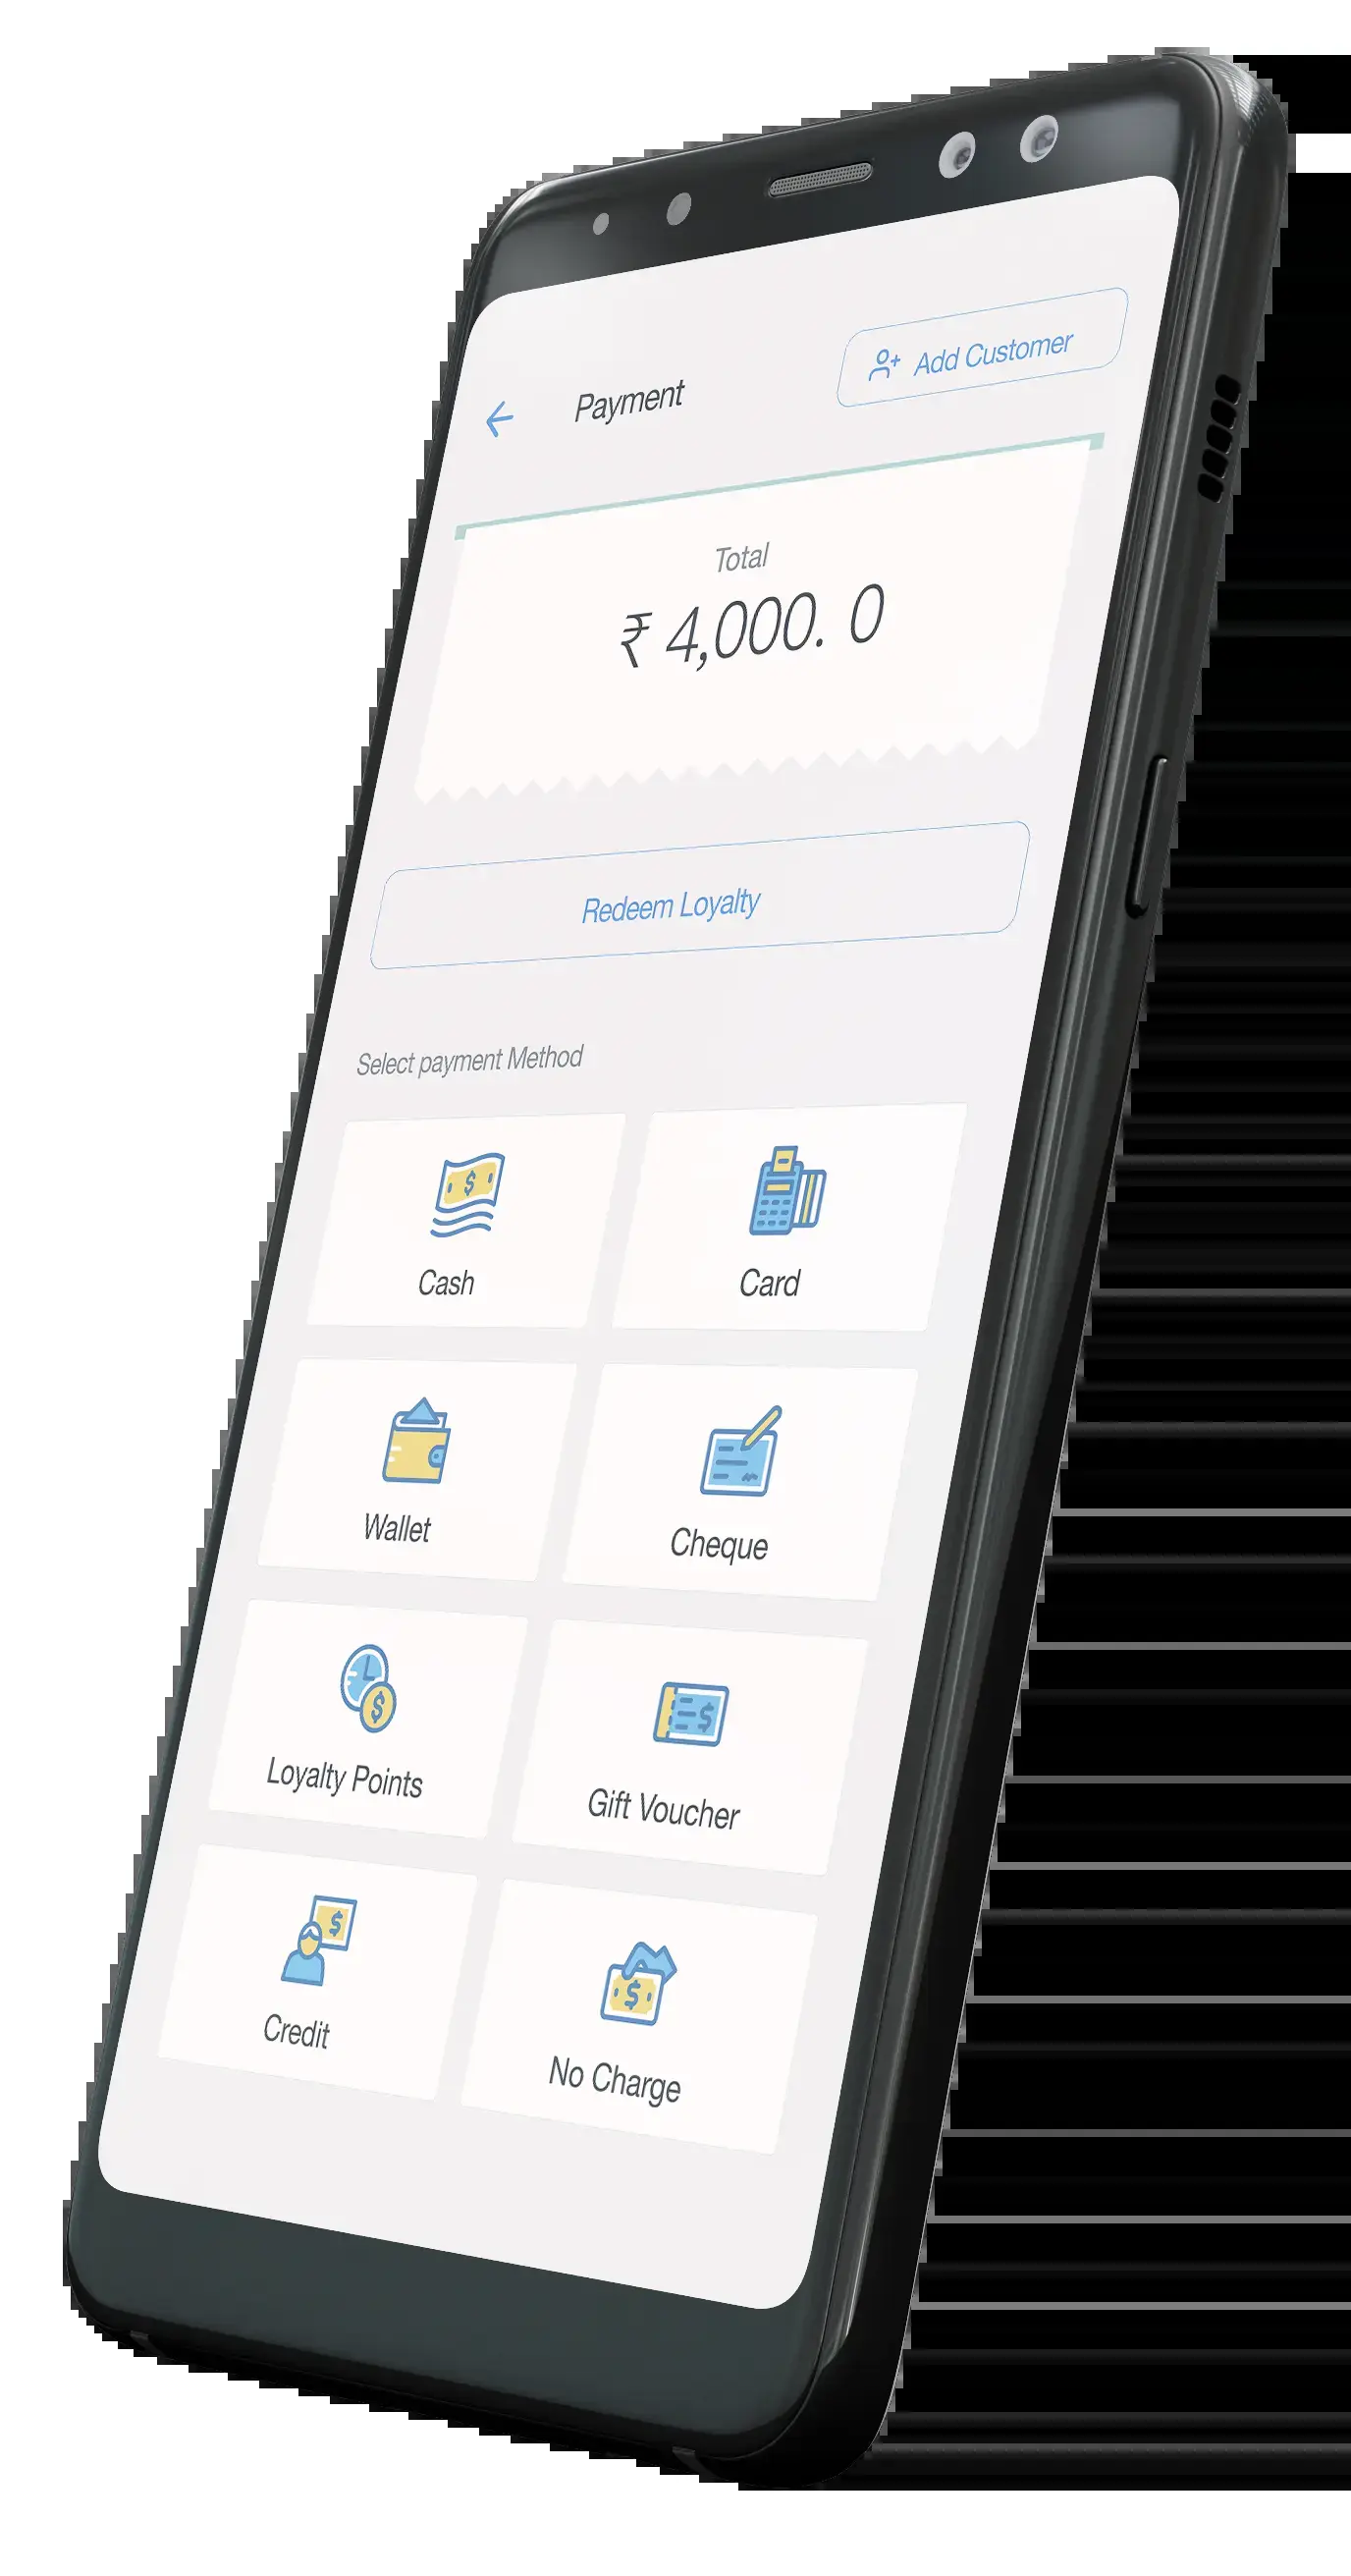 Add Customer
Payment
Total
₹ 4,000. 0
Redeem Loyalty
Select payment Method
Cash
Card
Wallet
Cheque
Loyalty Points
Gift Voucher
Credit
No Charge